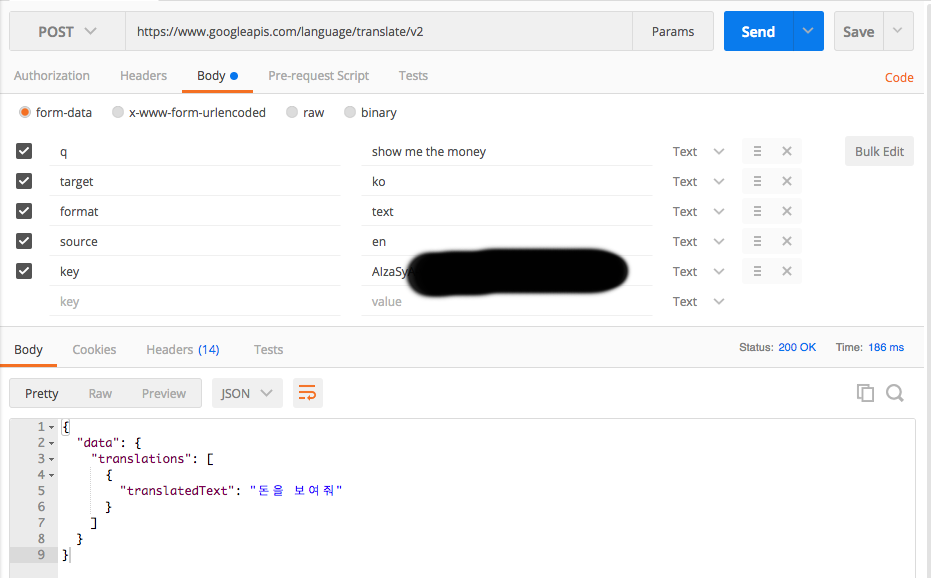 POST https://www.googleapis.com/language/translate/v2 Params Send Save
Authorization Headers Body Pre-request Script Tests Code
form-data x-www-form-urlencoded raw binary
q show me the money Text Bulk Edit
target ko Text
format text Text
source en Text
key AIzaSy Text
key value Text
Body Cookies Headers (14) Tests Status: 200 OK Time: 186 ms
Pretty Raw Preview JSON
1 {
2 "data": {
3 "translations": [
4 {
5 "translatedText": "돈을 보여줘"
6 }
7 ]
8 }
9 }